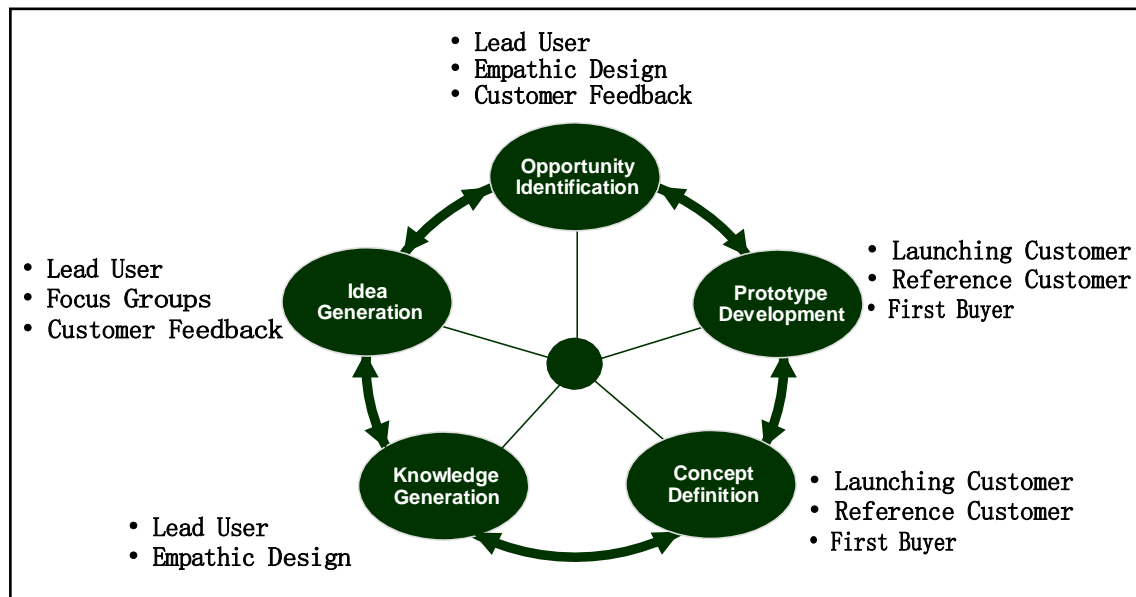 • Lead User
• Empathic Design
• Customer Feedback
Opportunity
Identification
• Lead User
• Focus Groups
• Customer Feedback
Idea
Generation
Prototype
Development
• Launching Customer
• Reference Customer
• First Buyer
Knowledge
Generation
• Lead User
• Empathic Design
Concept
Definition
• Launching Customer
• Reference Customer
• First Buyer